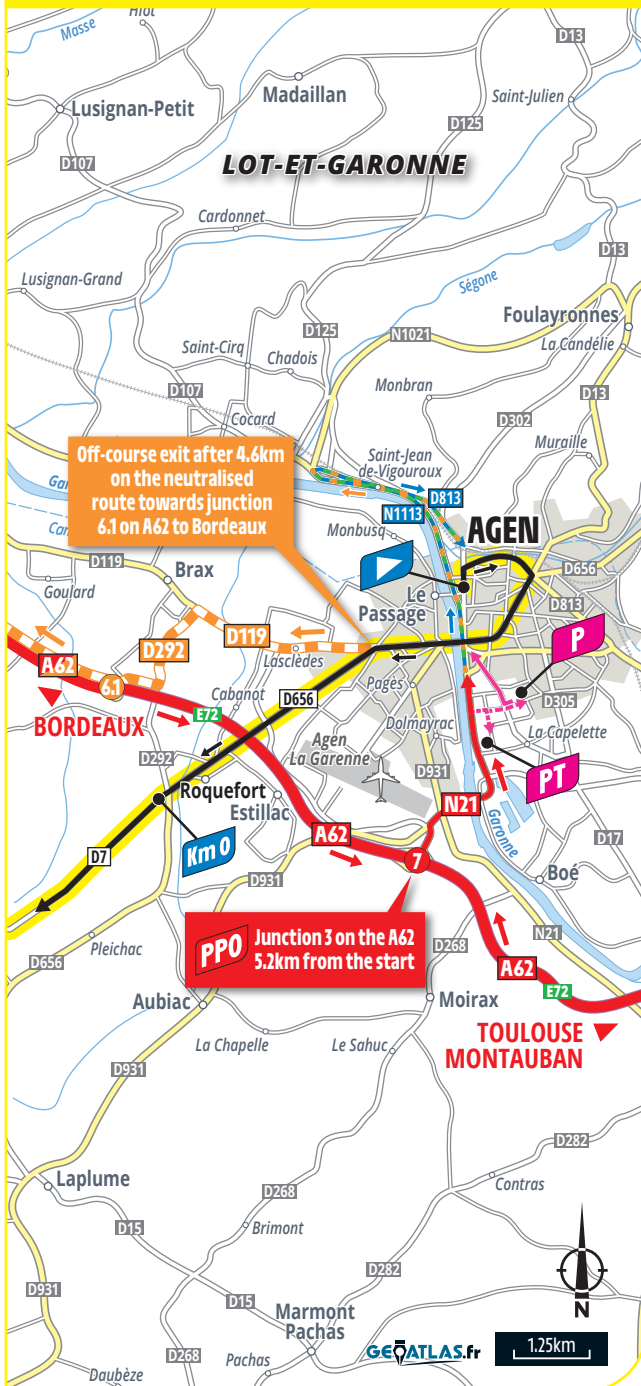 Hiot
Masse
D13
Madaillan
Lusignan-Petit
Saint-Julien
D125
D107
LOT-ET-GARONNE
Cardonnet
D13
Lusignan-Grand
Ségone
Foulayronnes
D125
N1021
La Candélie
Saint-Cirq
Chadois
D107
Monbran
D13
Cocard
D302
Muraille
Off-course exit after 4.6km
on the neutralised
route towards junction
6.1 on A62 to Bordeaux
Saint-Jean
de-Vigouroux
D813
N1113
Monbusq
AGEN
D119
Brax
D656
Goulard
Le
Passage
D813
D119
D292
P
Lasclèdes
A62
6.1
Cabanot
D656
Pagès
D305
BORDEAUX
E72
Dolmayrac
La Capelette
D292
Agen
La Garenne
D931
PT
Roquefort
Estillac
N21
Garonne
D7
Km 0
A62
D17
7
D931
Boé
PPO
Junction 3 on the A62
5.2km from the start
N21
Pleichac
D268
D656
A62
E72
Aubiac
Moirax
La Chapelle
Le Sahuc
TOULOUSE
MONTAUBAN
D931
D282
Laplume
Contras
D268
D15
Brimont
D282
D931
D15
N
Marmont
Pachas
GEOATLAS.fr
1.25km
D268
Pachas
Daubèze